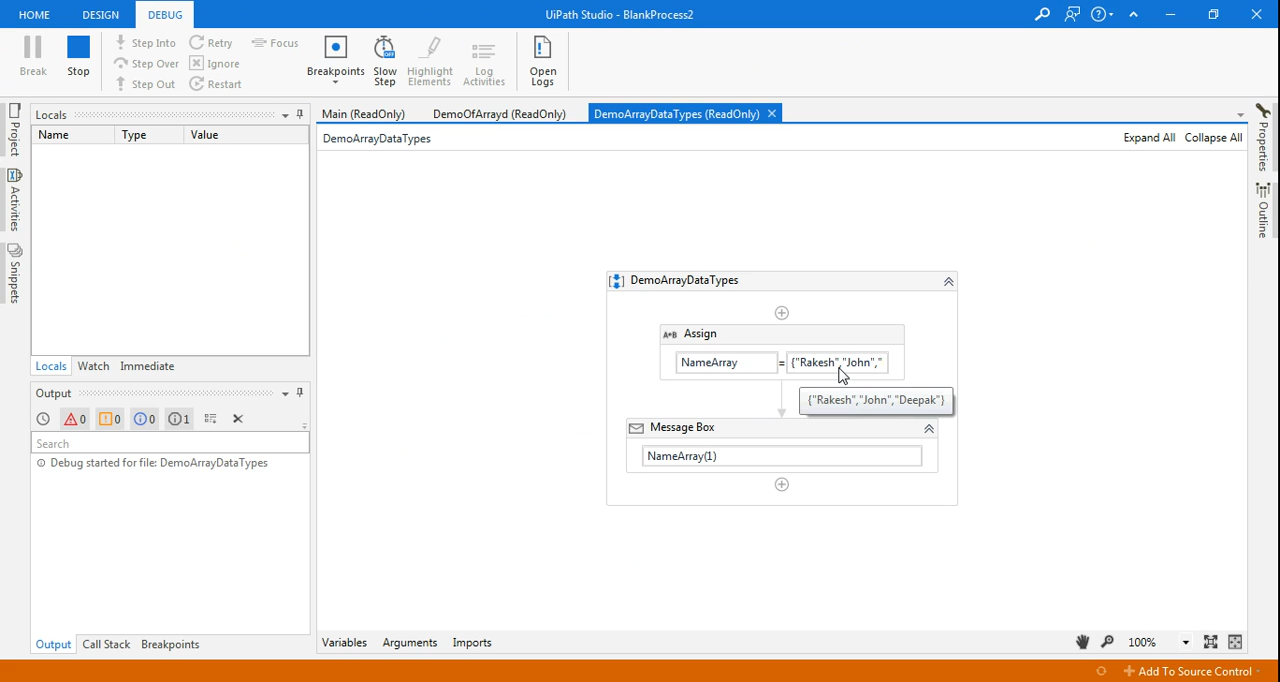 HOME DESIGN DEBUG UiPath Studio - BlankProcess2
Break
Stop
Step Into
Step Over
Step Out
Retry
Ignore
Restart
Focus
Breakpoints
Slow
Step
Highlight
Elements
Log
Activities
Open
Logs
Project
Activities
Snippets
Locals
Name Type Value
Locals Watch Immediate
Output
0 0 0 1
Search
Debug started for file: DemoArrayDataTypes
Output Call Stack Breakpoints
Main (ReadOnly) DemoOfArrayd (ReadOnly) DemoArrayDataTypes (ReadOnly)
DemoArrayDataTypes Expand All Collapse All
DemoArrayDataTypes
A*B Assign
NameArray = {"Rakesh","John","
{"Rakesh","John","Deepak"}
Message Box
NameArray(1)
Variables Arguments Imports 100%
Properties
Outline
Add To Source Control